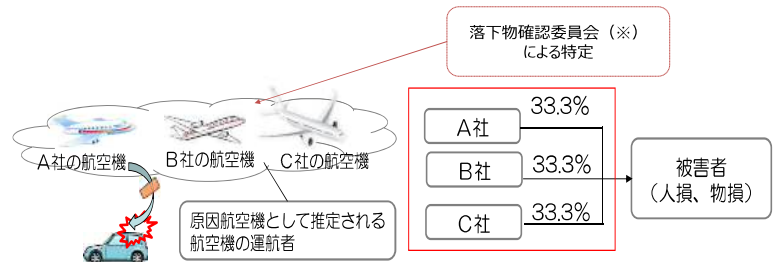 落下物確認委員会（※）
による特定
A社の航空機
B社の航空機
C社の航空機
原因航空機として推定される
航空機の運航者
A社
33.3%
B社
33.3%
C社
33.3%
被害者
（人損、物損）